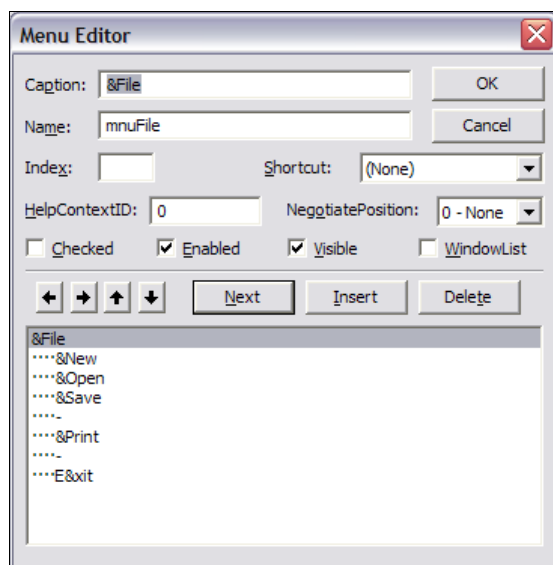 Menu Editor
Caption: &File OK
Name: mnuFile Cancel
Index: Shortcut: (None)
HelpContextID: 0 NegotiatePosition: 0 - None
Checked Enabled Visible WindowList
Next Insert Delete
&File
····&New
····&Open
····&Save
····-
····&Print
····-
····E&xit